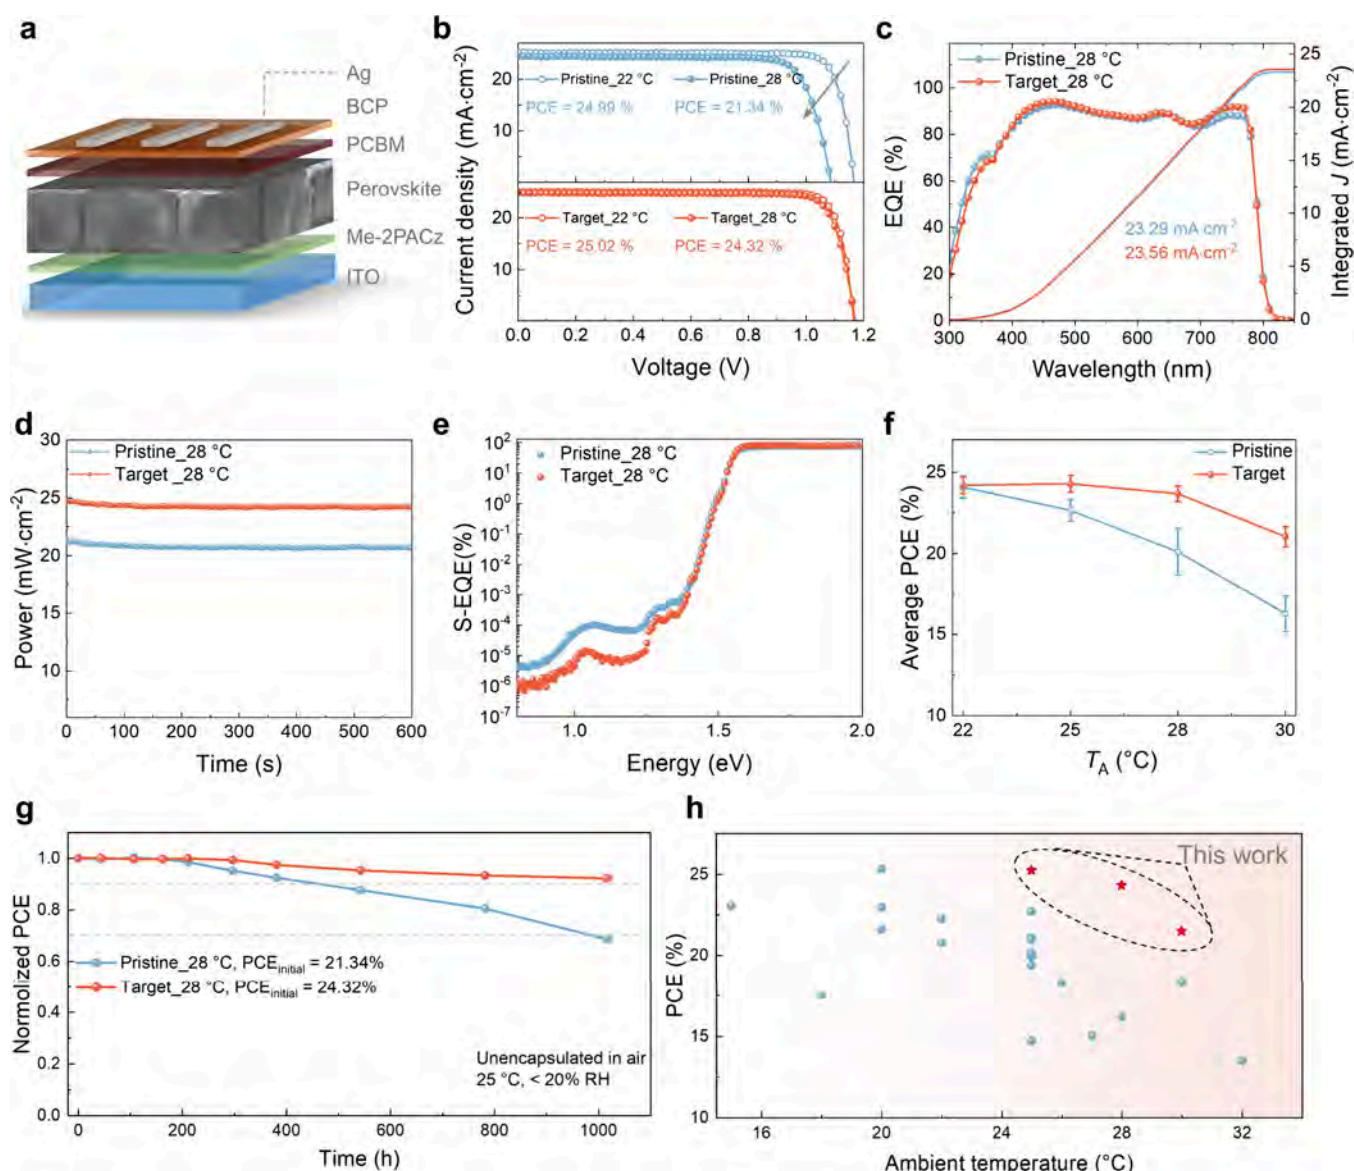 a
Ag
BCP
PCBM
Perovskite
Me-2PACz
ITO
b
Current density (mA·cm⁻²)
20
10
Pristine_22 °C
Pristine_28 °C
PCE = 24.99 %
PCE = 21.34 %
20
10
Target_22 °C
Target_28 °C
PCE = 25.02 %
PCE = 24.32 %
0.0 0.2 0.4 0.6 0.8 1.0 1.2
Voltage (V)
c
Pristine_28 °C
Target_28 °C
EQE (%)
100
80
60
40
20
0
25
20
15
10
5
0
Integrated J (mA·cm⁻²)
23.29 mA cm⁻²
23.56 mA·cm⁻²
300 400 500 600 700 800
Wavelength (nm)
d
Power (mW·cm⁻²)
30
25
20
15
10
Pristine_28 °C
Target _28 °C
0 100 200 300 400 500 600
Time (s)
e
S-EQE(%)
10²
10¹
10⁰
10⁻¹
10⁻²
10⁻³
10⁻⁴
10⁻⁵
10⁻⁶
10⁻⁷
Pristine_28 °C
Target_28 °C
1.0 1.2 1.5 1.7 2.0
Energy (eV)
f
Average PCE (%)
25
20
15
10
Pristine
Target
22 25 28 30
T_A (°C)
g
Normolized PCE
1.0
0.8
0.6
0.4
0.2
0.0
Pristine_28 °C, PCE_initial = 21.34%
Target_28 °C, PCE_initial = 24.32%
Unencapsulated in air
25 °C, < 20% RH
0 200 400 600 800 1000
Time (h)
h
PCE (%)
25
20
15
10
This work
16 20 24 28 32
Ambient temperature (°C)